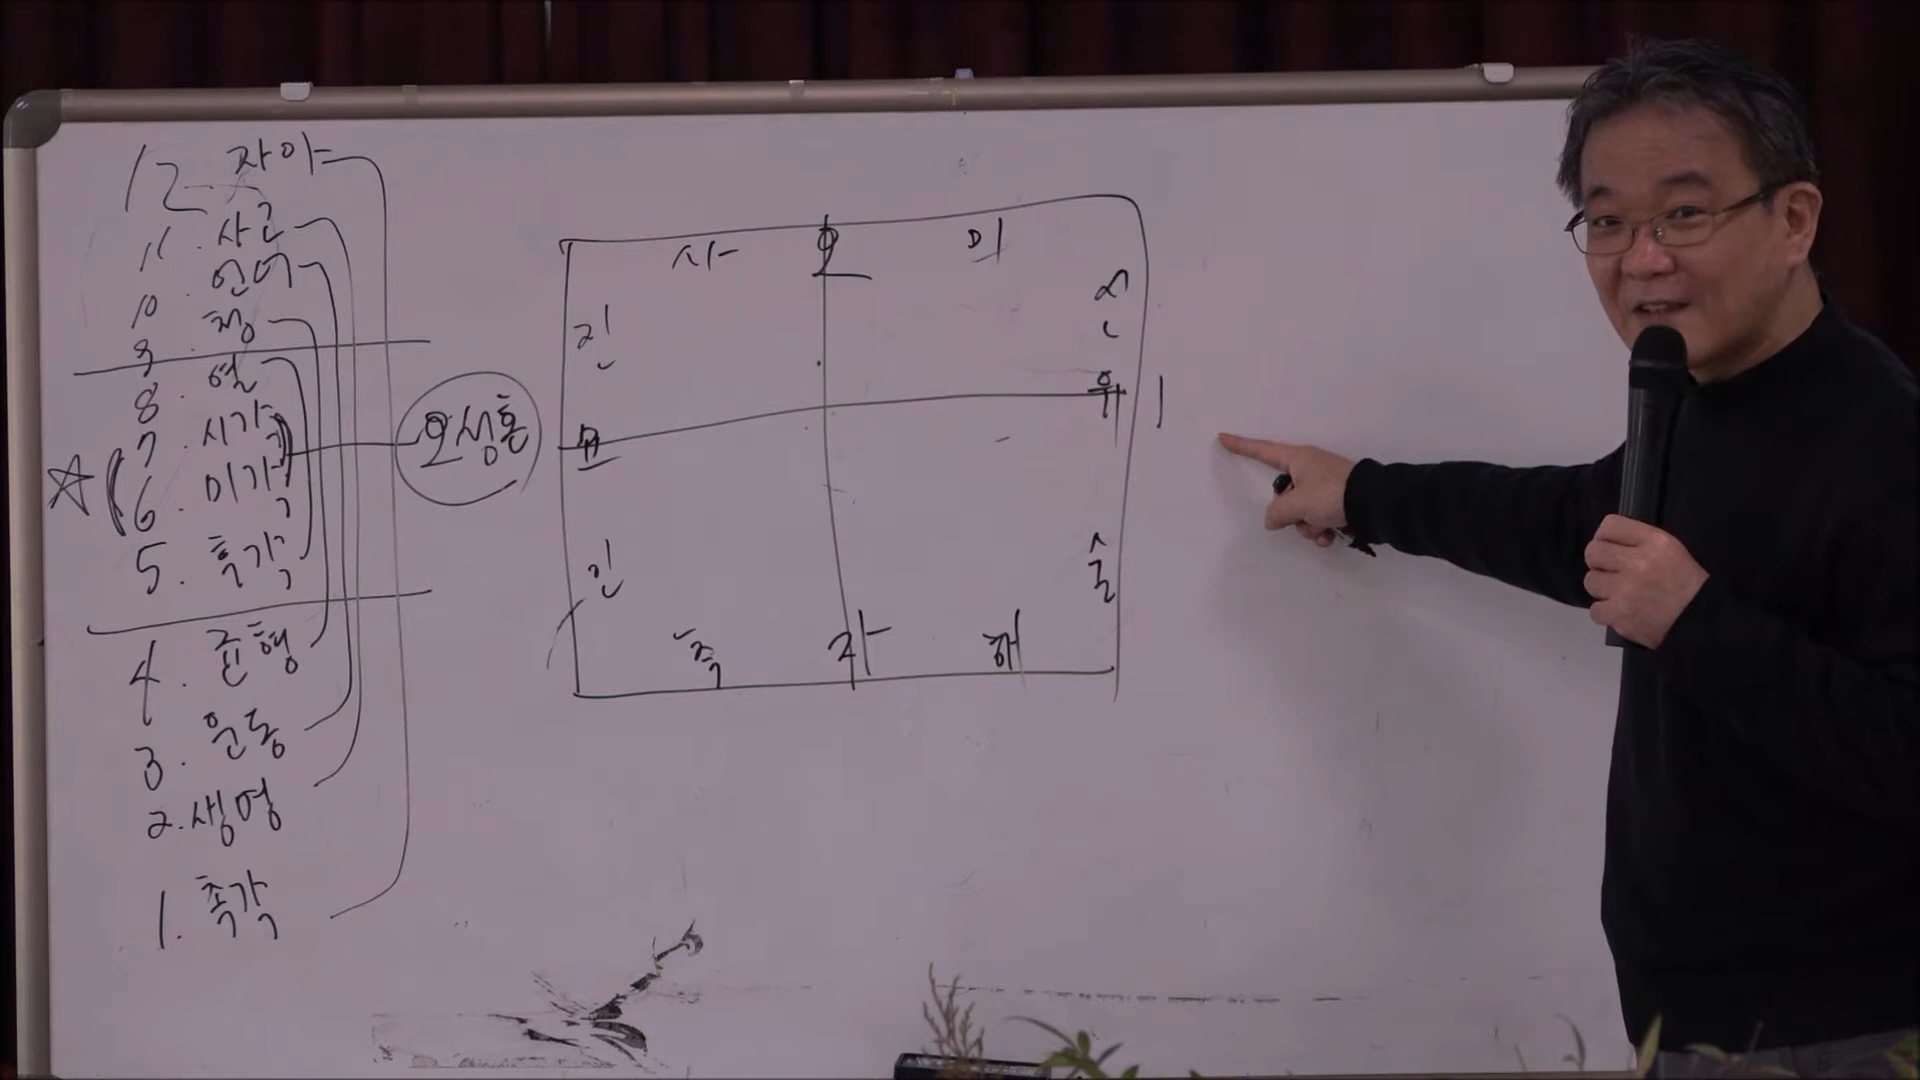 12 자아
11. 사고
10. 언어
9. 청
8. 열
7. 시각
6. 미각
5. 후각
4. 균형
3. 운동
2. 생명
1. 촉각
오성혼
사 오 미
진 신
묘 유
인 술
축 자 해